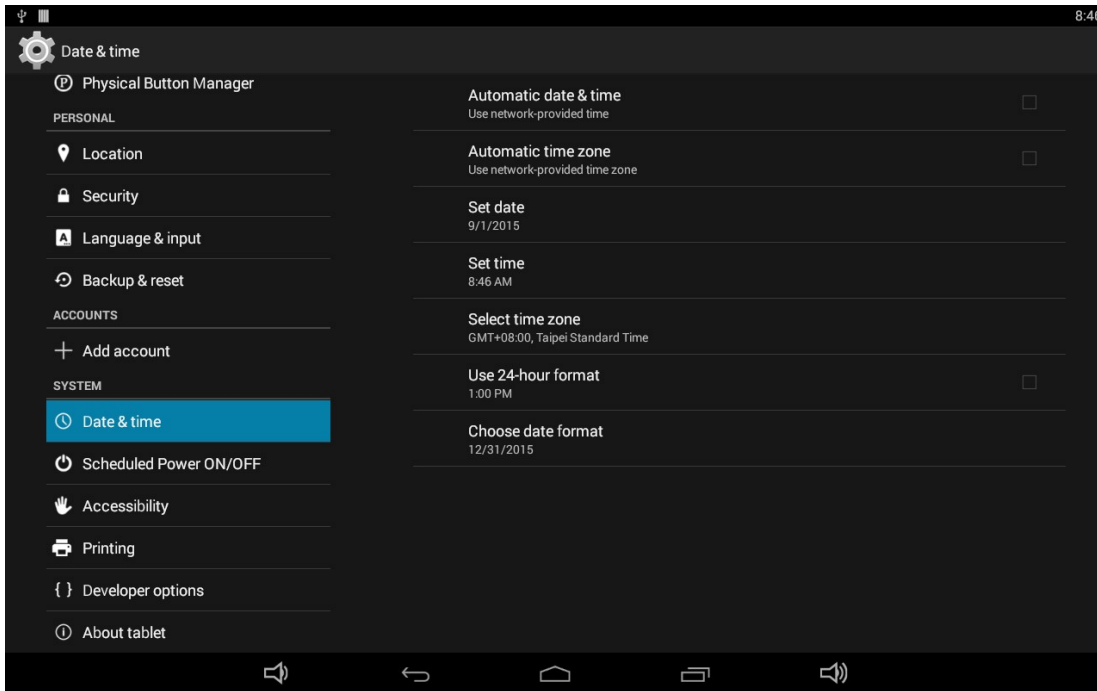 8:46
Date & time
Physical Button Manager
PERSONAL
Location
Security
Language & input
Backup & reset
ACCOUNTS
Add account
SYSTEM
Date & time
Scheduled Power ON/OFF
Accessibility
Printing
{ } Developer options
About tablet
Automatic date & time
Use network-provided time
Automatic time zone
Use network-provided time zone
Set date
9/1/2015
Set time
8:46 AM
Select time zone
GMT+08:00, Taipei Standard Time
Use 24-hour format
1:00 PM
Choose date format
12/31/2015